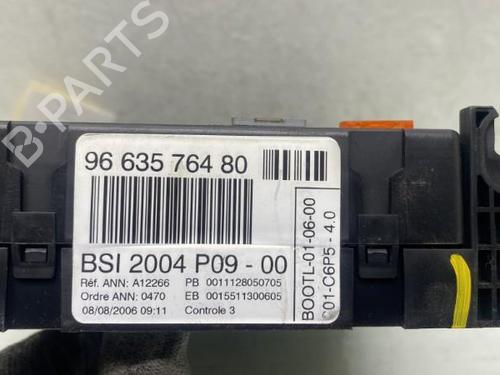 B-PARTS
96 635 764 80
BSI 2004 P09 - 00
Réf. ANN: A12266 PB 0011128050705
Ordre ANN: 0470 EB 0015511300605
08/08/2006 09:11 Controle 3
BOOTL-01-06-00
C01-C6P5 - 4.0